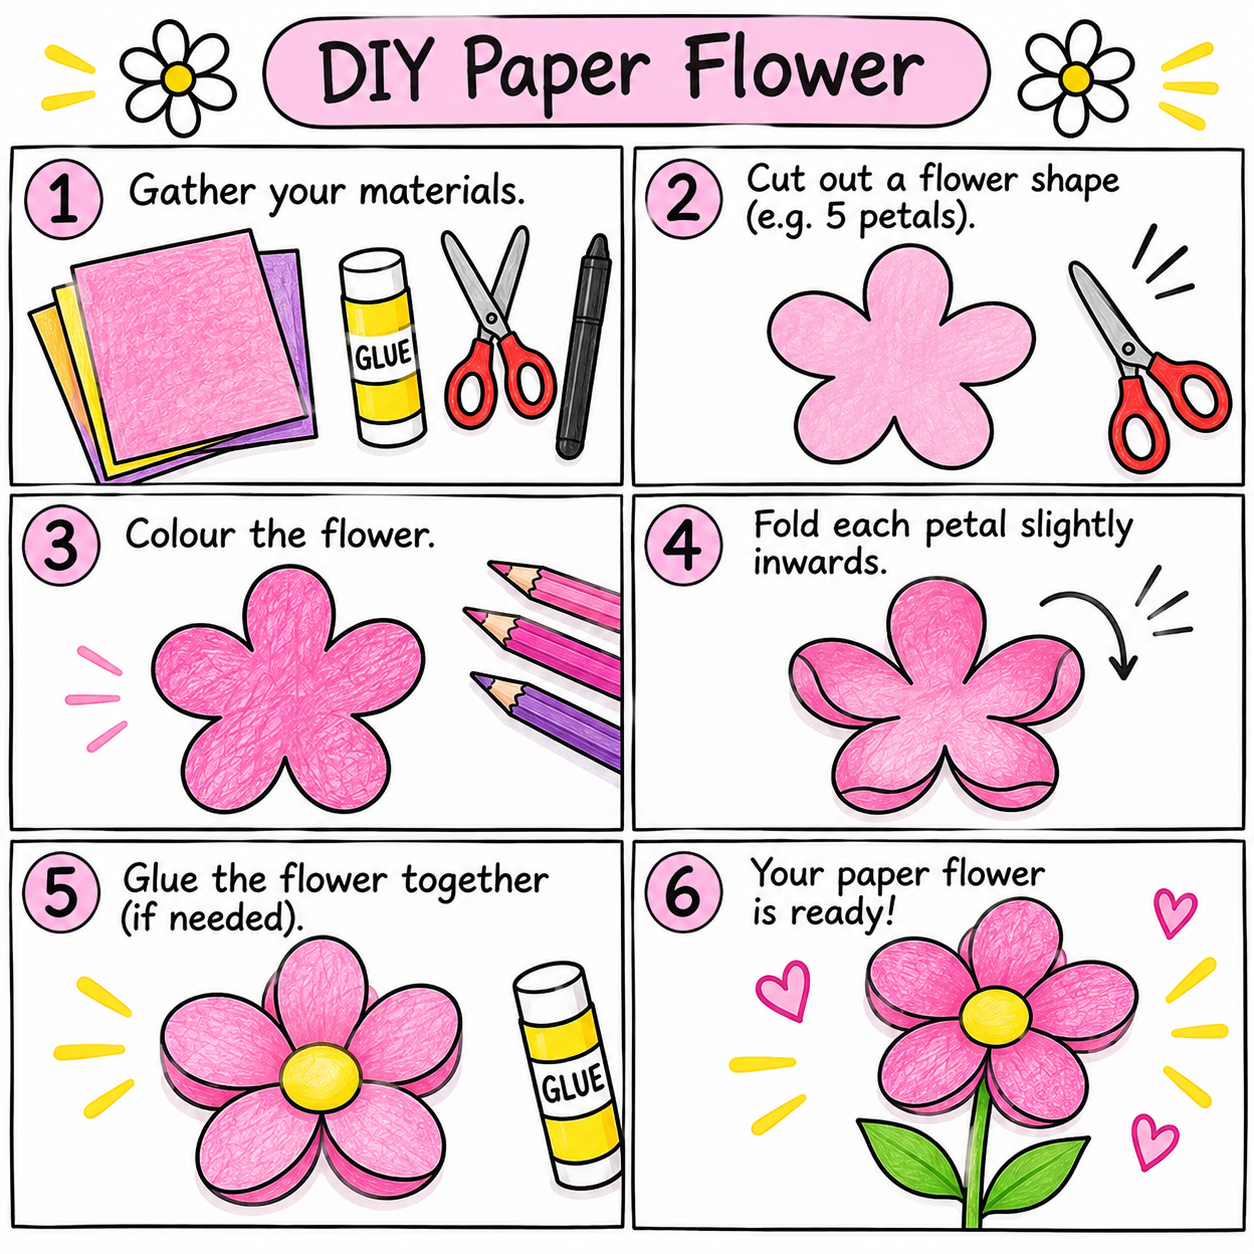 DIY Paper Flower
1
Gather your materials.
GLUE
2
Cut out a flower shape
(e.g. 5 petals).
3
Colour the flower.
4
Fold each petal slightly
inwards.
5
Glue the flower together
(if needed).
GLUE
6
Your paper flower
is ready!